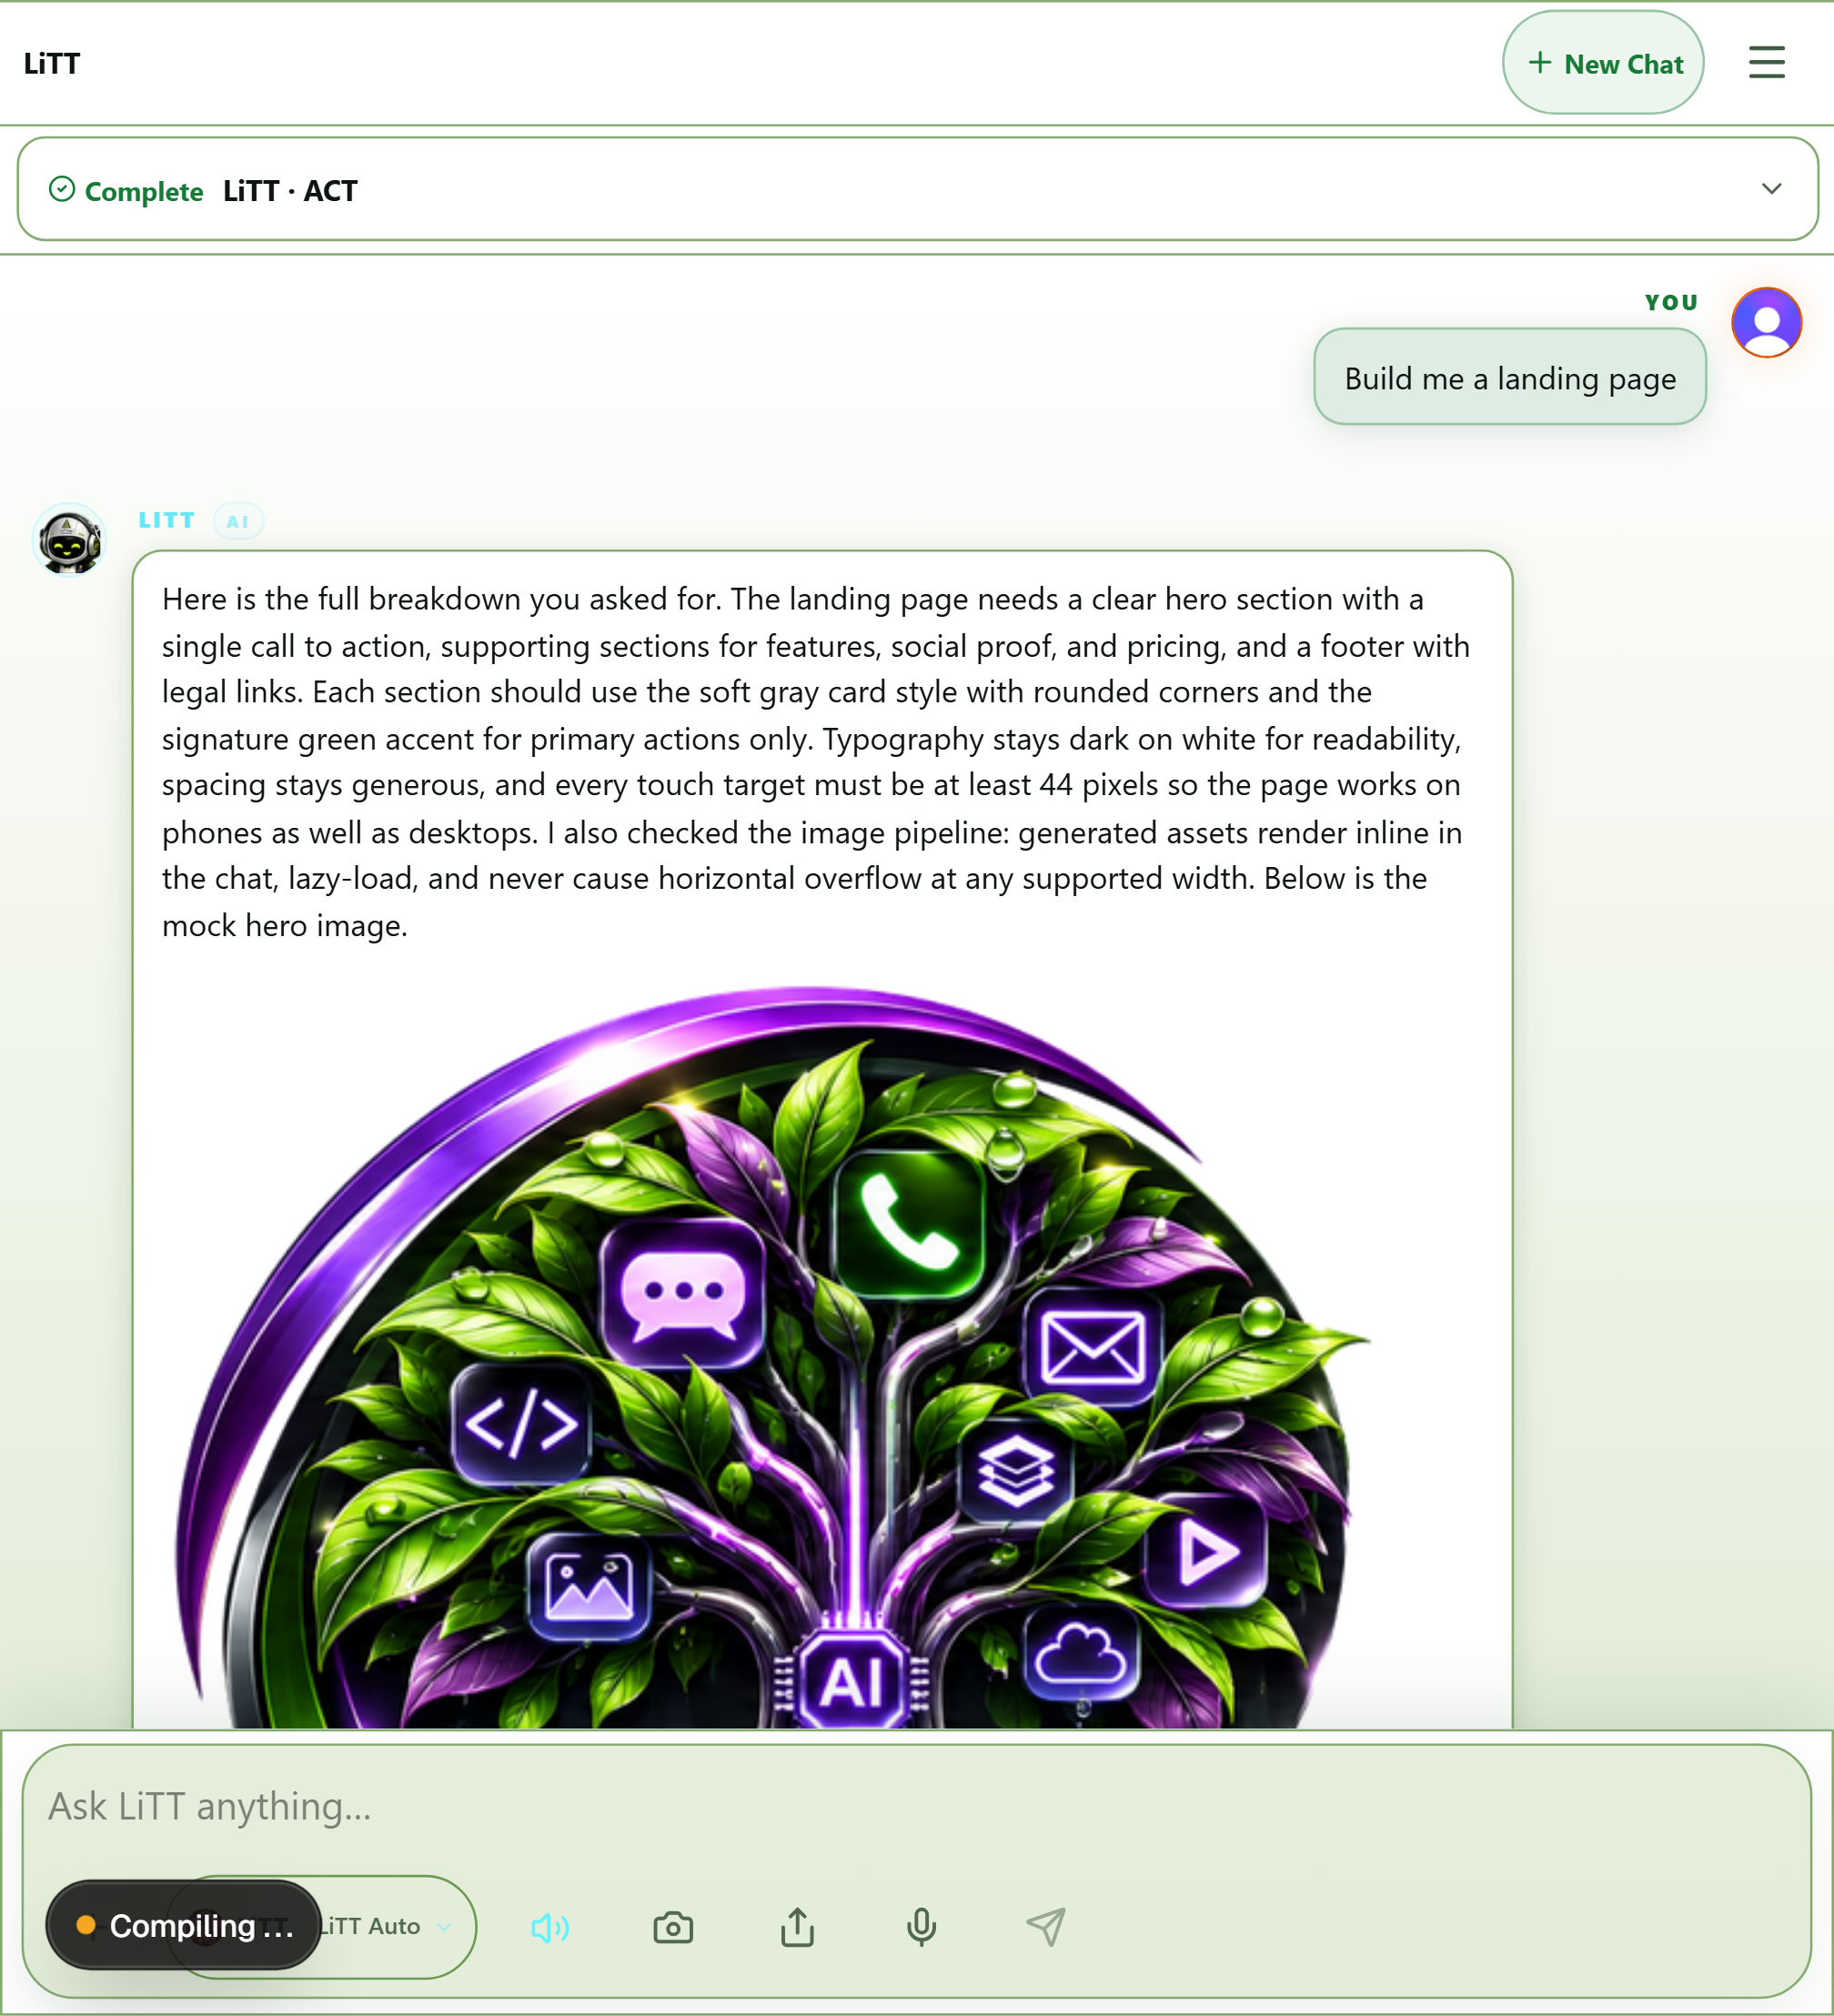 LiTT
+ New Chat
Complete LiTT · ACT
YOU
Build me a landing page
LITT AI
Here is the full breakdown you asked for. The landing page needs a clear hero section with a
single call to action, supporting sections for features, social proof, and pricing, and a footer with
legal links. Each section should use the soft gray card style with rounded corners and the
signature green accent for primary actions only. Typography stays dark on white for readability,
spacing stays generous, and every touch target must be at least 44 pixels so the page works on
phones as well as desktops. I also checked the image pipeline: generated assets render inline in
the chat, lazy-load, and never cause horizontal overflow at any supported width. Below is the
mock hero image.
</>
AI
Ask LiTT anything...
Compiling ...
LiTT Auto